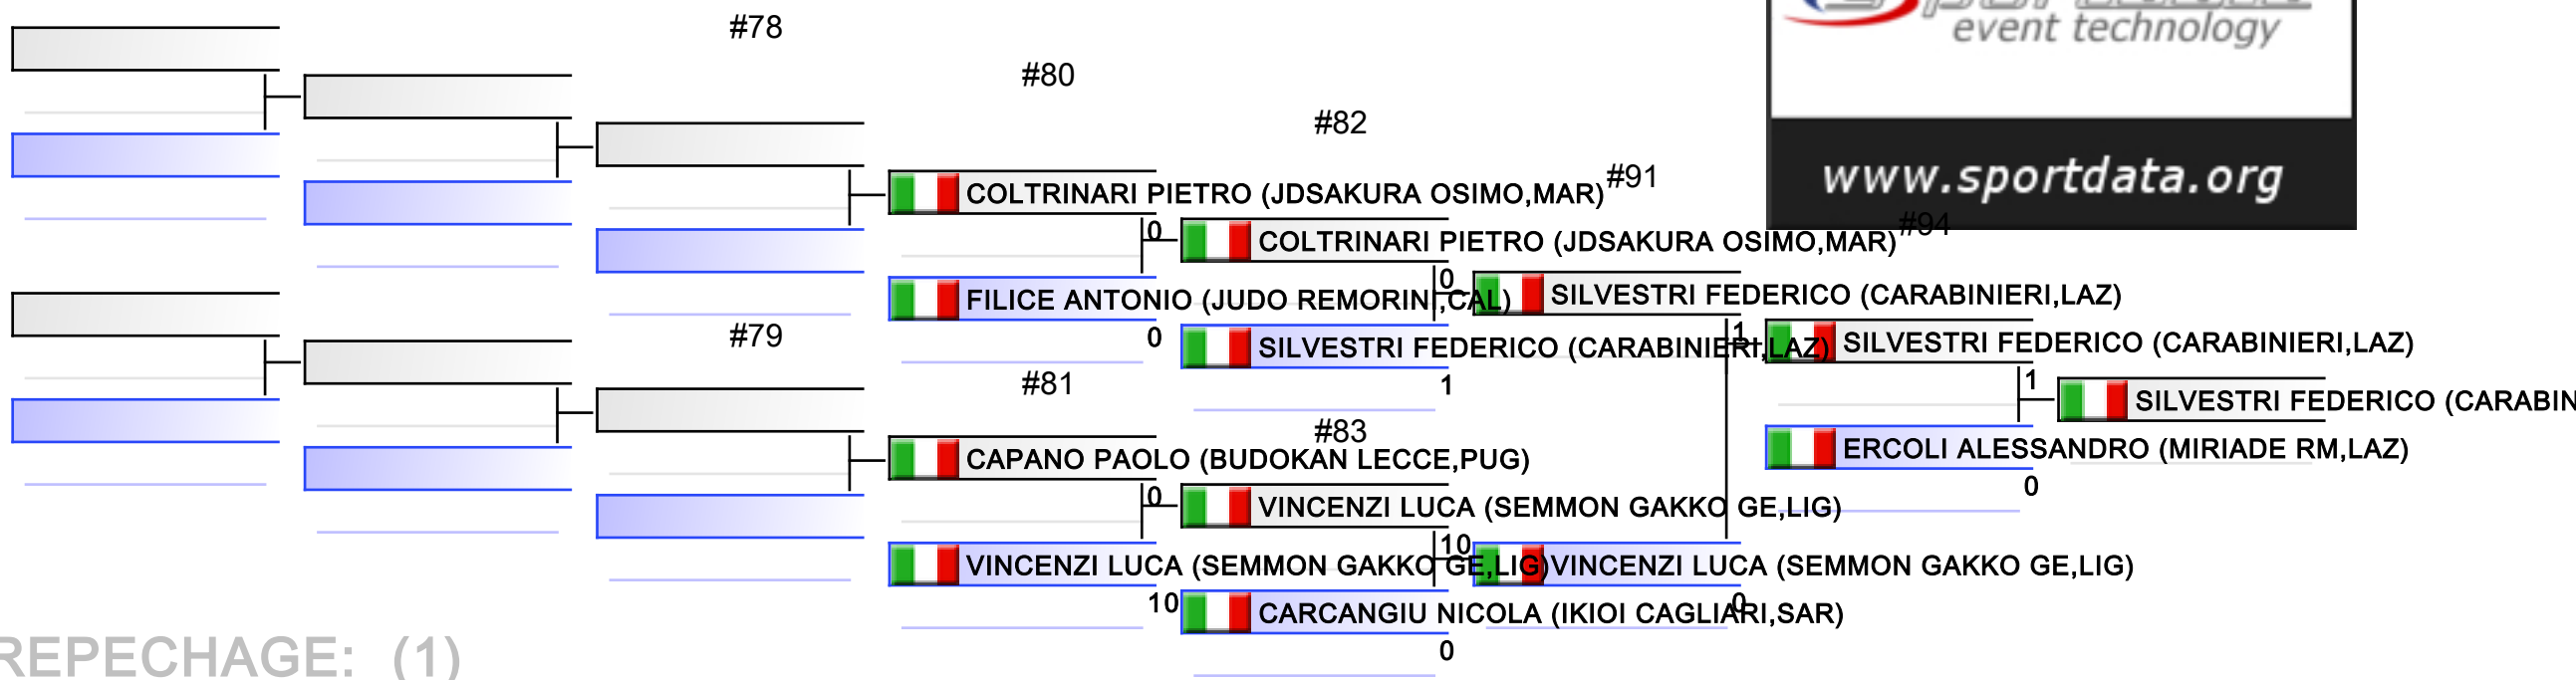 event technology
www.sportdata.org
#78
#80
#82
#91
#94
COLTRINARI PIETRO (JDSAKURA OSIMO,MAR)
0
COLTRINARI PIETRO (JDSAKURA OSIMO,MAR)
0
FILICE ANTONIO (JUDO REMORINI,CAL)
0
SILVESTRI FEDERICO (CARABINIERI,LAZ)
1
SILVESTRI FEDERICO (CARABINIERI,LAZ)
1
SILVESTRI FEDERICO (CARABINIERI,LAZ)
1
SILVESTRI FEDERICO (CARABIN
ERCOLI ALESSANDRO (MIRIADE RM,LAZ)
0
#79
#81
#83
CAPANO PAOLO (BUDOKAN LECCE,PUG)
0
VINCENZI LUCA (SEMMON GAKKO GE,LIG)
10
VINCENZI LUCA (SEMMON GAKKO GE,LIG)
10
VINCENZI LUCA (SEMMON GAKKO GE,LIG)
0
CARCANGIU NICOLA (IKIOI CAGLIARI,SAR)
0
REPECHAGE: (1)